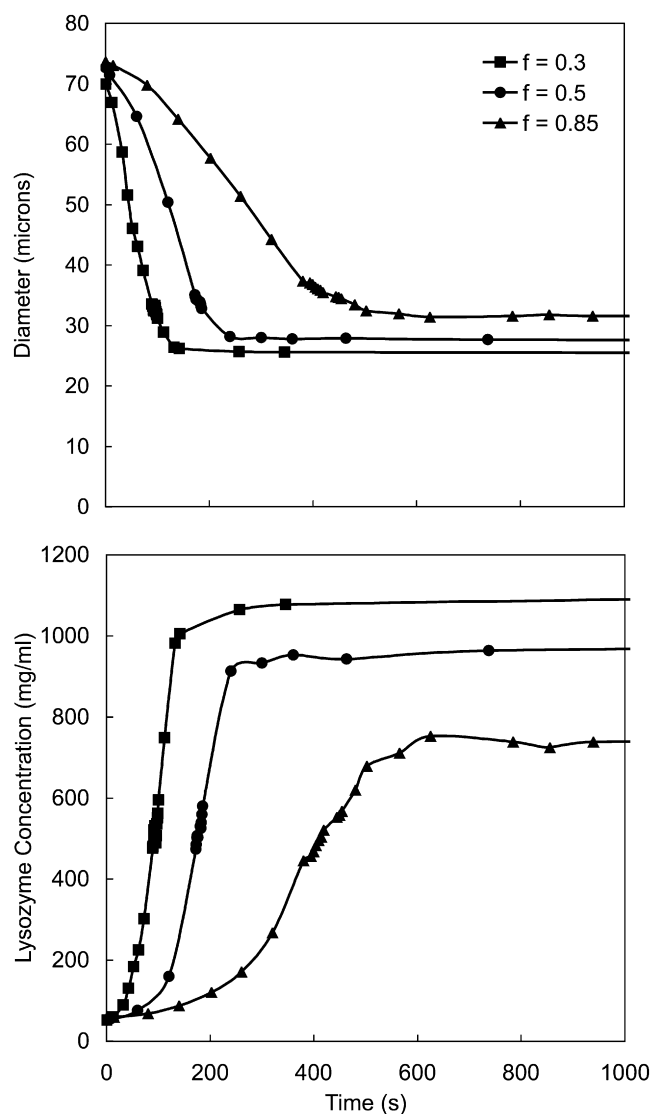 80
70
60
50
40
30
20
10
0
Diameter (microns)
f = 0.3
f = 0.5
f = 0.85
1200
1000
800
600
400
200
0
Lysozyme Concentration (mg/ml)
0 200 400 600 800 1000
Time (s)